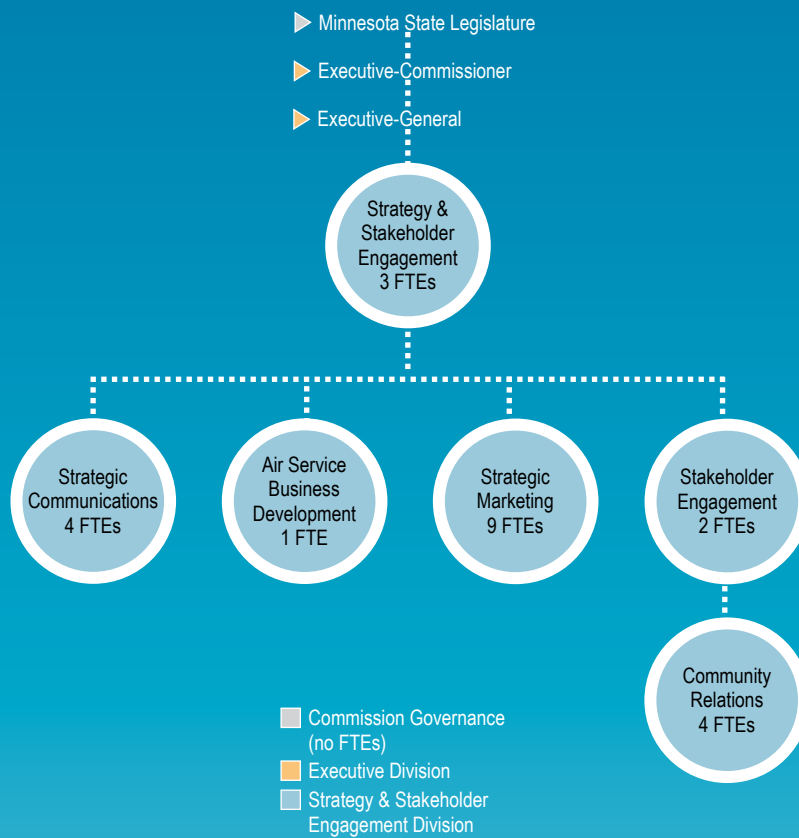 Minnesota State Legislature
Executive-Commissioner
Executive-General
Strategy &
Stakeholder
Engagement
3 FTEs
Strategic
Communications
4 FTEs
Air Service
Business
Development
1 FTE
Strategic
Marketing
9 FTEs
Stakeholder
Engagement
2 FTEs
Community
Relations
4 FTEs
Commission Governance
(no FTEs)
Executive Division
Strategy & Stakeholder
Engagement Division